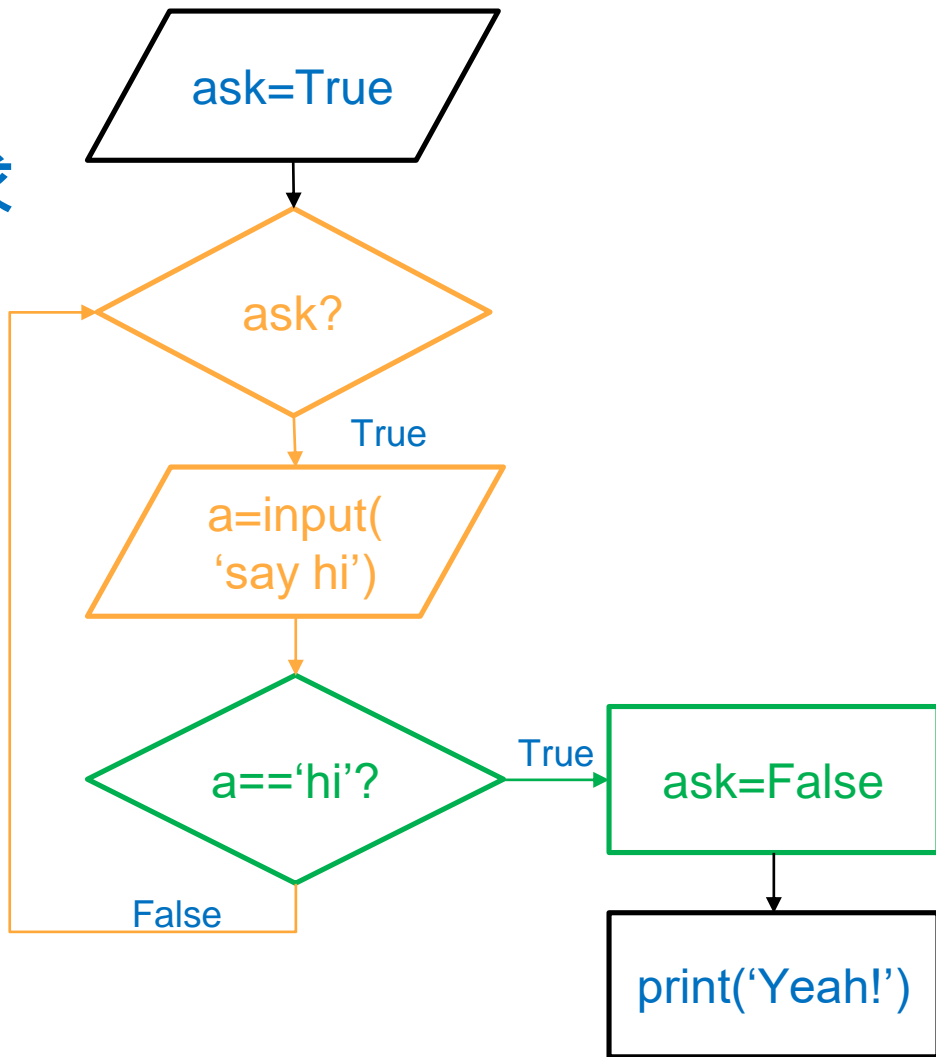 ask=True
ask?
True
a=input(
‘say hi’)
a==‘hi’?
True
ask=False
False
print(‘Yeah!’)